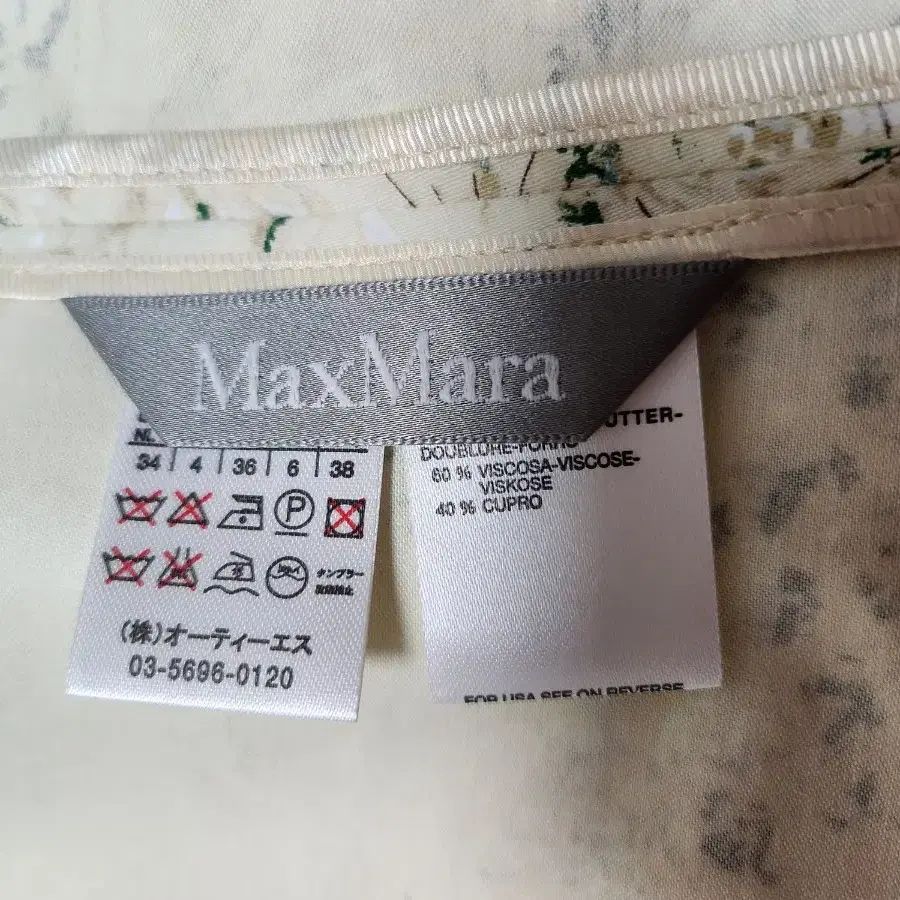 MaxMara
34 4 36 6 38
P
(株)オーティーエス
03-5696-0120
UTTER-
DOUBLURE-FORRO
60 % VISCOSA-VISCOSE-
VISKOSE
40 % CUPRO
FOR USA SEE ON REVERSE